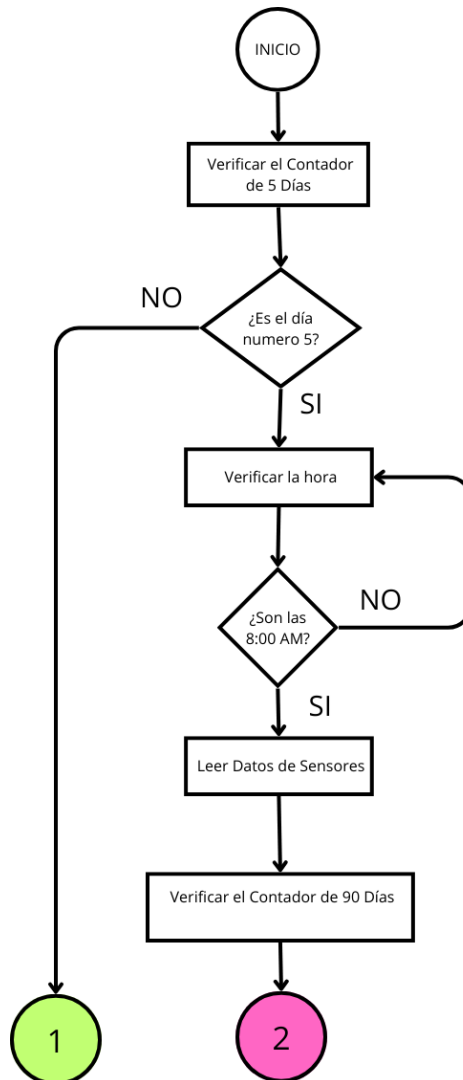 INICIO
Verificar el Contador
de 5 Días
NO
¿Es el día
numero 5?
SI
Verificar la hora
¿Son las
8:00 AM?
NO
SI
Leer Datos de Sensores
Verificar el Contador de 90 Días
1
2